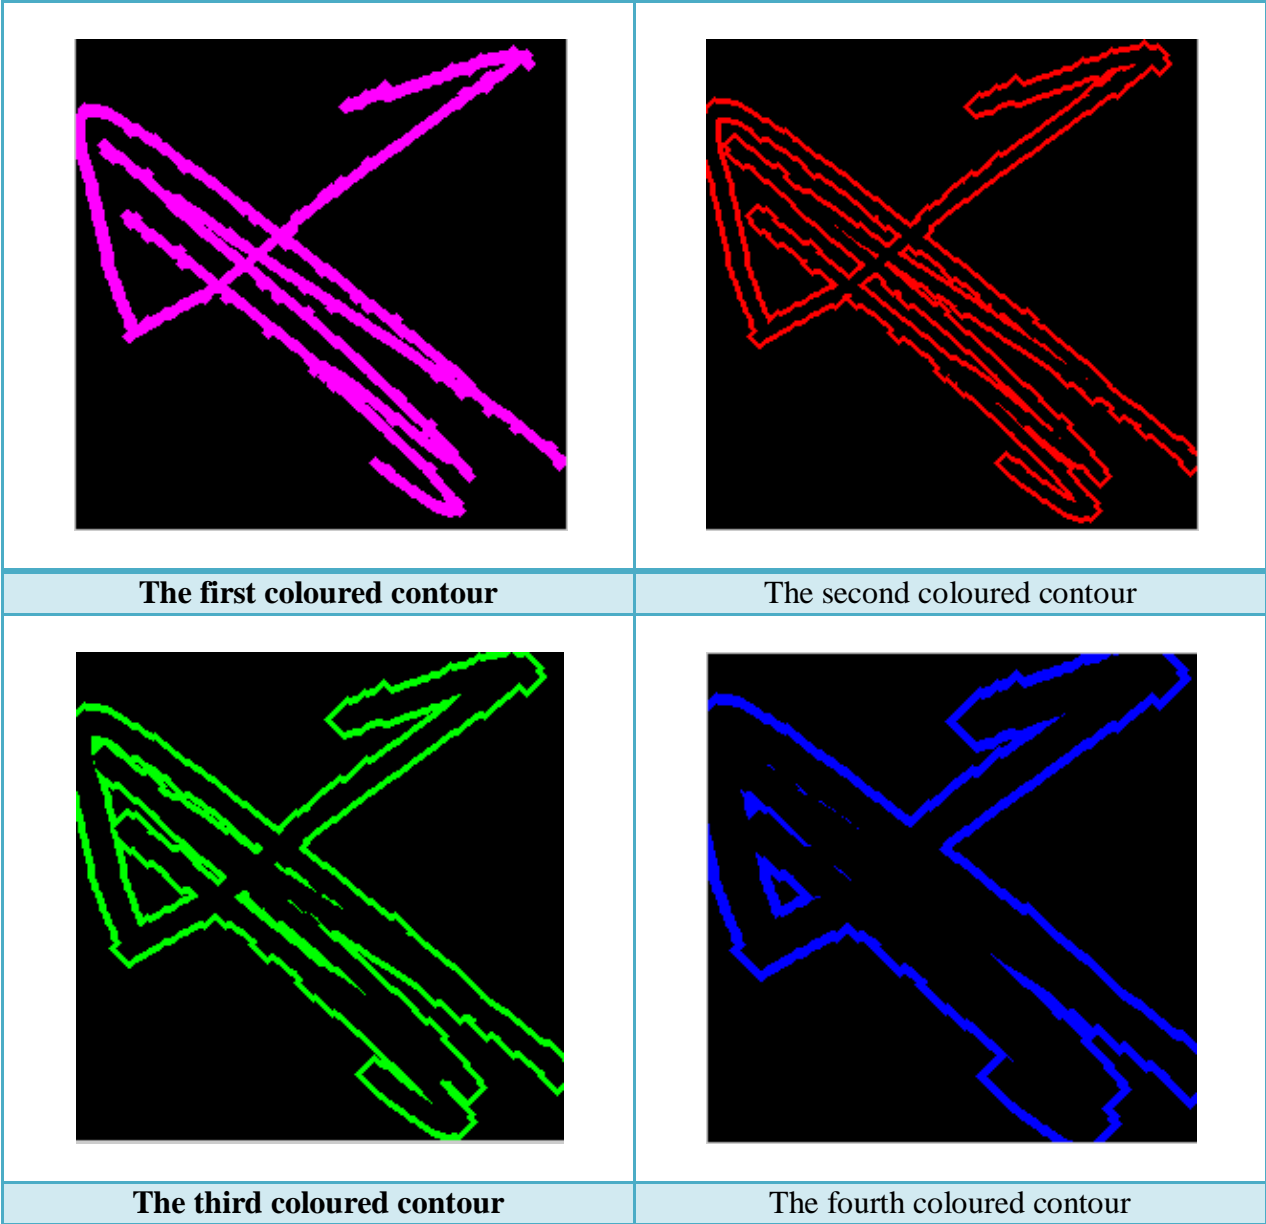 The first coloured contour
The second coloured contour
The third coloured contour
The fourth coloured contour